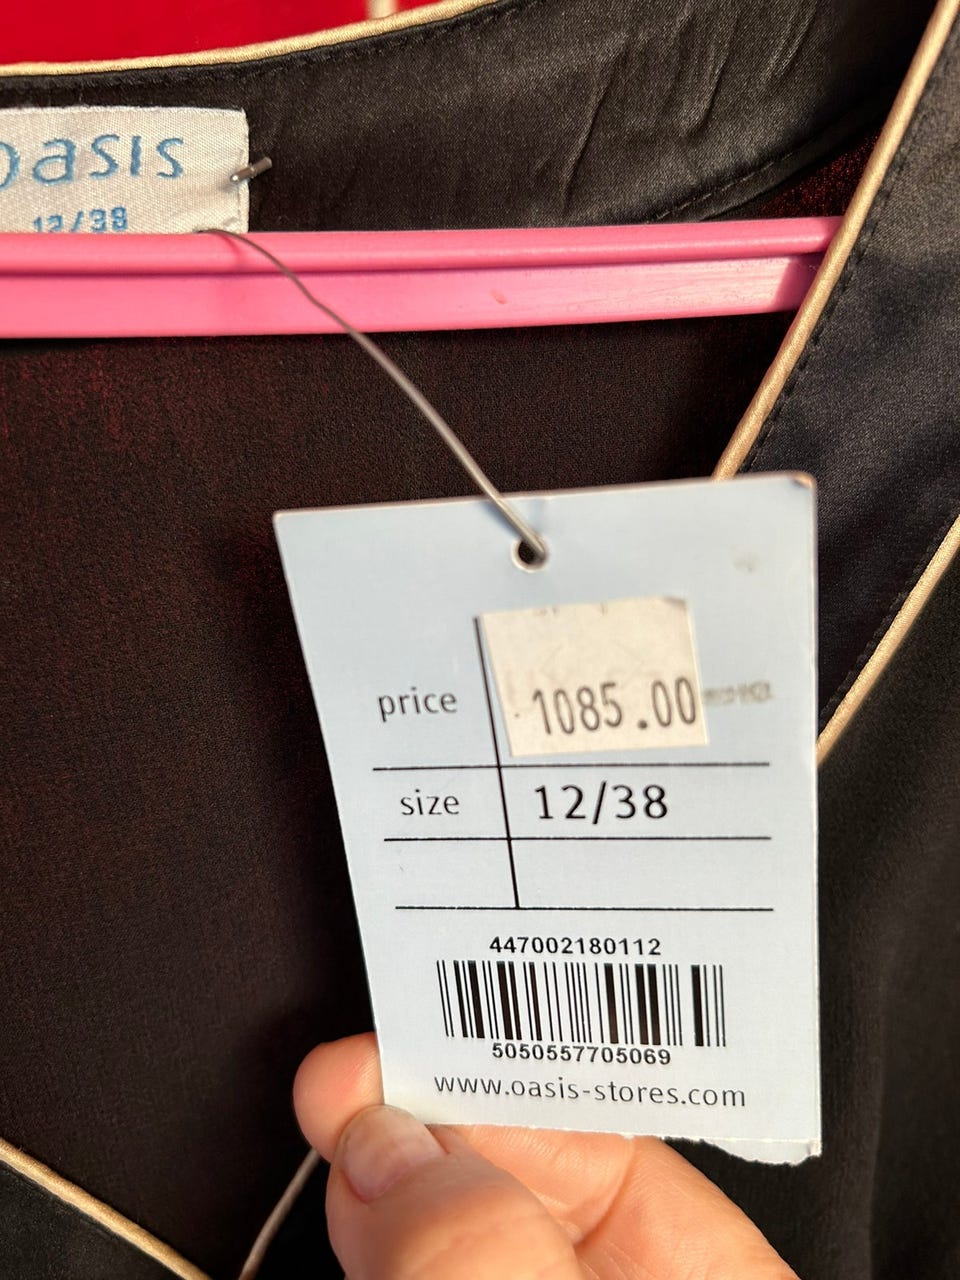 oasis
12/38
price 1085.00
size 12/38
447002180112
5050557705069
www.oasis-stores.com